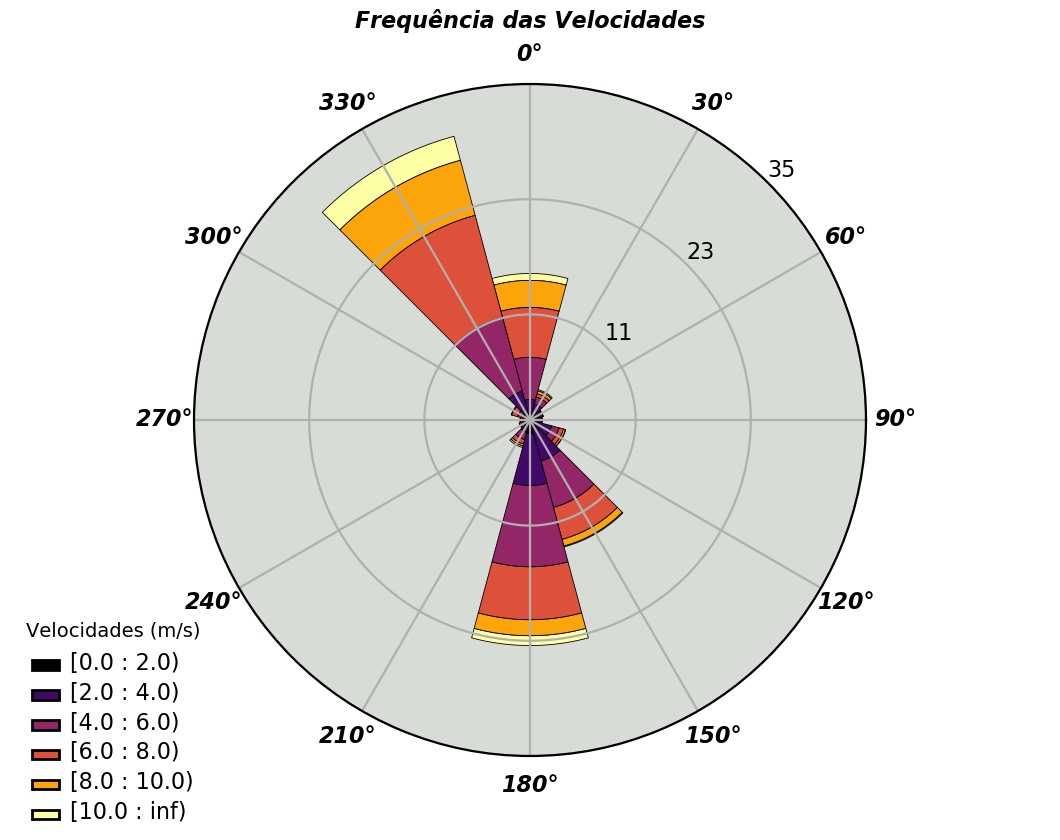 Frequência das Velocidades
0°
330°
30°
35
300°
60°
23
11
270°
90°
240°
120°
210°
150°
180°
Velocidades (m/s)
[0.0 : 2.0)
[2.0 : 4.0)
[4.0 : 6.0)
[6.0 : 8.0)
[8.0 : 10.0)
[10.0 : inf)